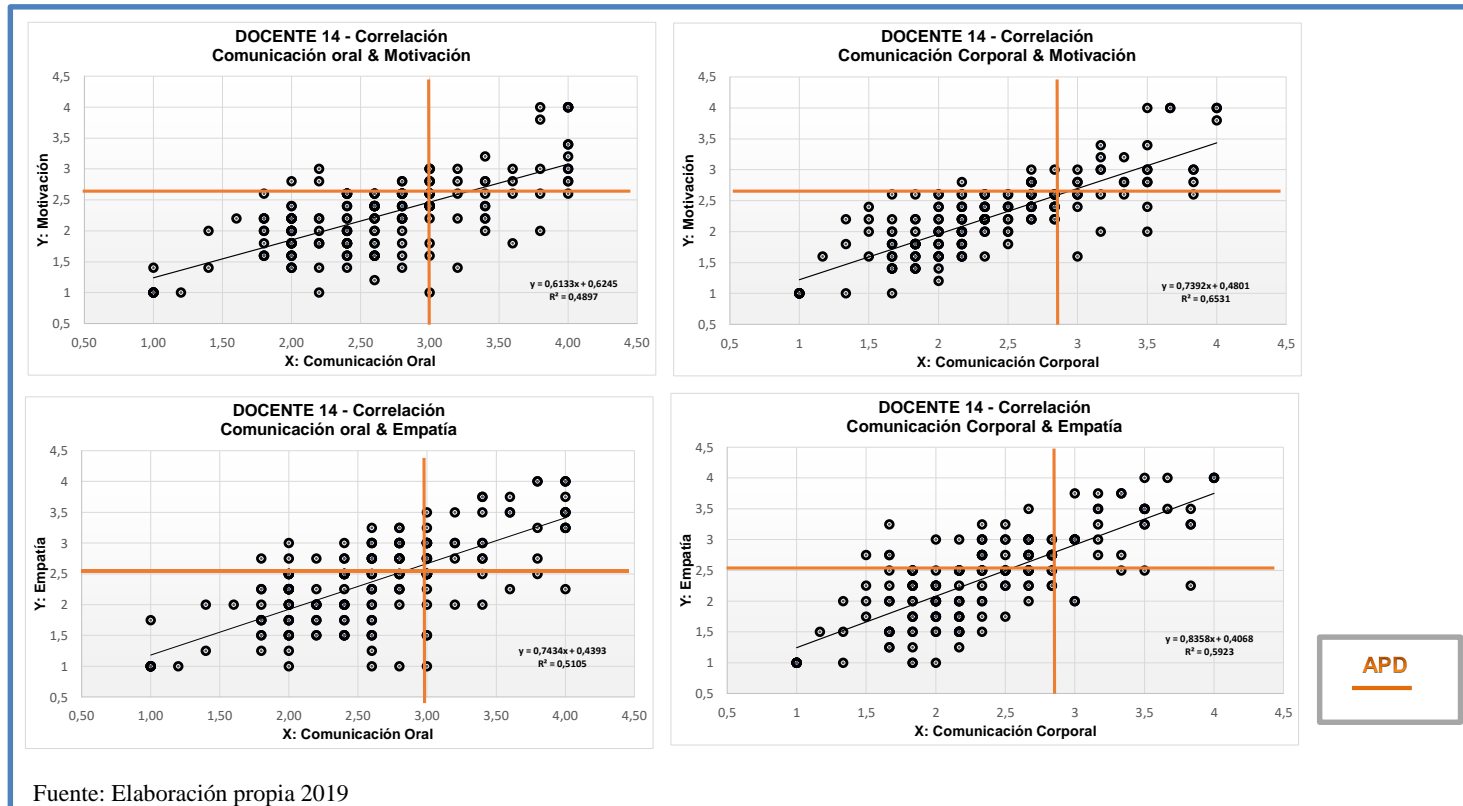 DOCENTE 14 - Correlación
Comunicación oral & Motivación
4,5
4
3,5
3
2,5
2
1,5
1
0,5
Y: Motivación
y = 0,6133x + 0,6245
R² = 0,4897
0,50 1,00 1,50 2,00 2,50 3,00 3,50 4,00 4,50
X: Comunicación Oral
DOCENTE 14 - Correlación
Comunicación Corporal & Motivación
4,5
4
3,5
3
2,5
2
1,5
1
0,5
Y: Motivación
y = 0,7392x + 0,4801
R² = 0,6531
0,5 1 1,5 2 2,5 3 3,5 4 4,5
X: Comunicación Corporal
DOCENTE 14 - Correlación
Comunicación oral & Empatía
4,5
4
3,5
3
2,5
2
1,5
1
0,5
Y: Empatía
y = 0,7434x + 0,4393
R² = 0,5105
0,50 1,00 1,50 2,00 2,50 3,00 3,50 4,00 4,50
X: Comunicación Oral
DOCENTE 14 - Correlación
Comunicación Corporal & Empatía
4,5
4
3,5
3
2,5
2
1,5
1
0,5
Y: Empatía
y = 0,8358x + 0,4068
R² = 0,5923
0,5 1 1,5 2 2,5 3 3,5 4 4,5
X: Comunicación Corporal
APD
Fuente: Elaboración propia 2019